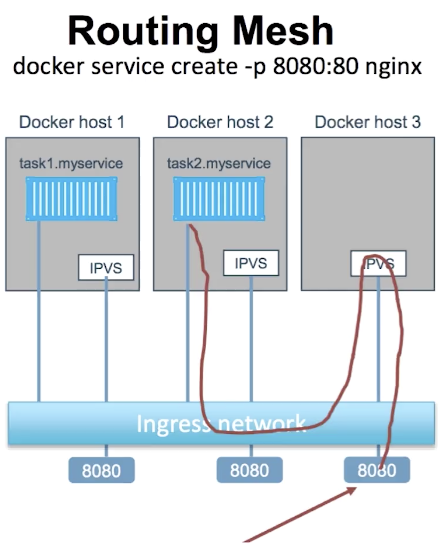 Routing Mesh
docker service create -p 8080:80 nginx
Docker host 1
Docker host 2
Docker host 3
task1.myservice
task2.myservice
IPVS
IPVS
IPVS
Ingress network
8080
8080
8080